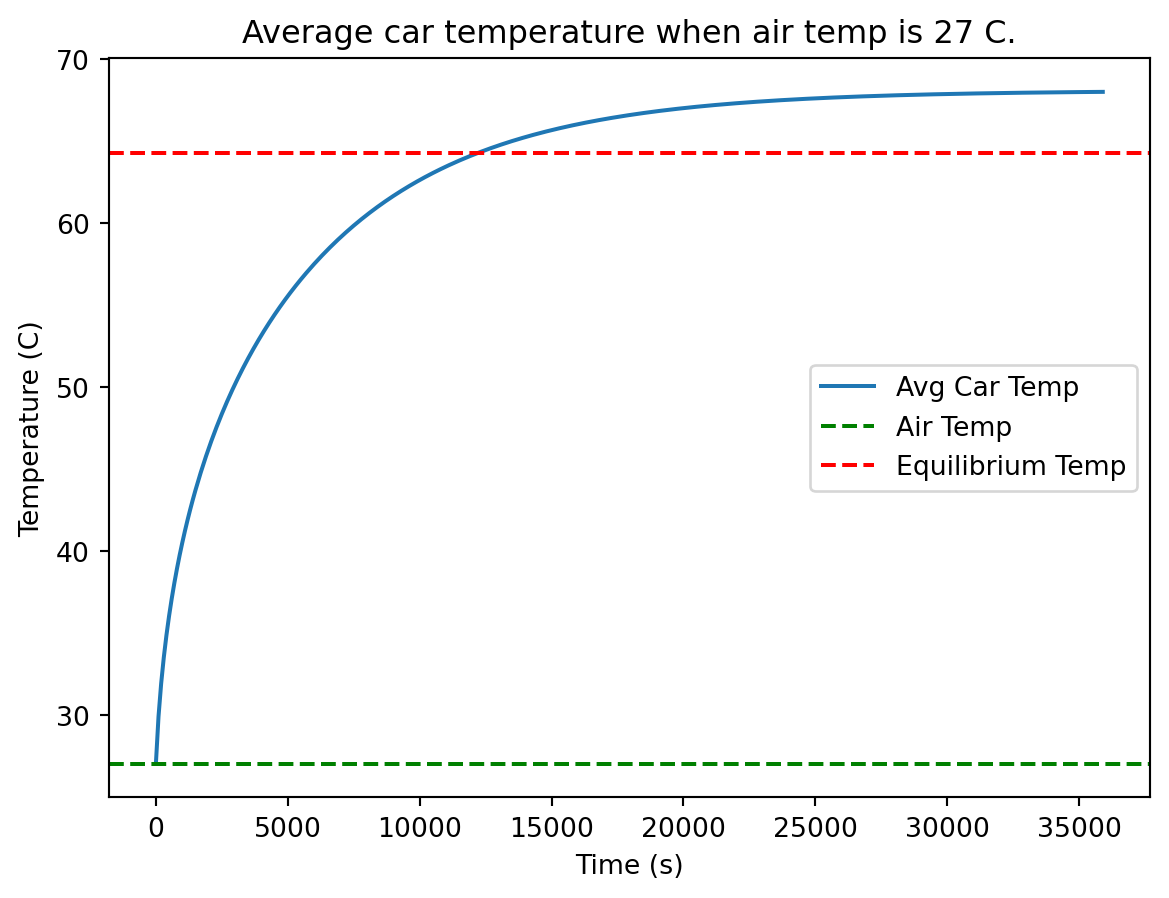 Average car temperature when air temp is 27 C.
70
60
50
40
30
Temperature (C)
Avg Car Temp
Air Temp
Equilibrium Temp
0 5000 10000 15000 20000 25000 30000 35000
Time (s)